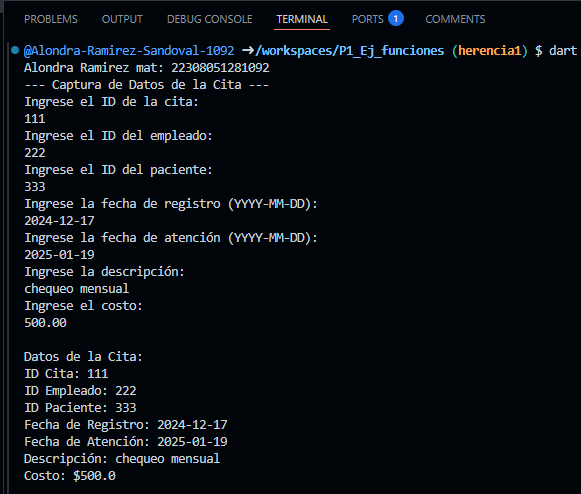 PROBLEMS OUTPUT DEBUG CONSOLE TERMINAL PORTS 1 COMMENTS
@Alondra-Ramirez-Sandoval-1092 →/workspaces/P1_Ej_funciones (herencia1) $ dart
Alondra Ramirez mat: 22308051281092
--- Captura de Datos de la Cita ---
Ingrese el ID de la cita:
111
Ingrese el ID del empleado:
222
Ingrese el ID del paciente:
333
Ingrese la fecha de registro (YYYY-MM-DD):
2024-12-17
Ingrese la fecha de atención (YYYY-MM-DD):
2025-01-19
Ingrese la descripción:
chequeo mensual
Ingrese el costo:
500.00
Datos de la Cita:
ID Cita: 111
ID Empleado: 222
ID Paciente: 333
Fecha de Registro: 2024-12-17
Fecha de Atención: 2025-01-19
Descripción: chequeo mensual
Costo: $500.0